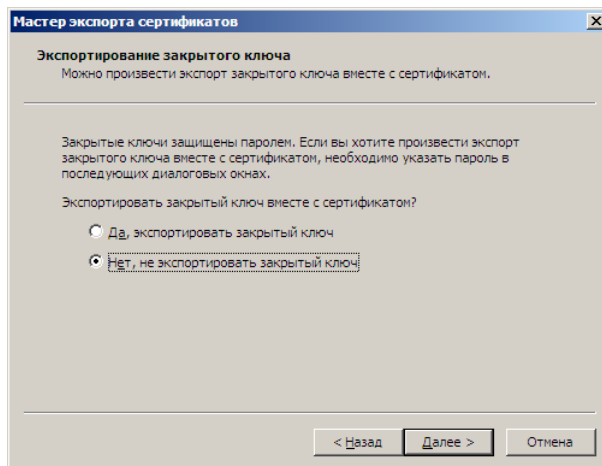 Мастер экспорта сертификатов
Экспортирование закрытого ключа
Можно произвести экспорт закрытого ключа вместе с сертификатом.
Закрытые ключи защищены паролем. Если вы хотите произвести экспорт
закрытого ключа вместе с сертификатом, необходимо указать пароль в
последующих диалоговых окнах.
Экспортировать закрытый ключ вместе с сертификатом?
Да, экспортировать закрытый ключ
Нет, не экспортировать закрытый ключ
< Назад Далее > Отмена